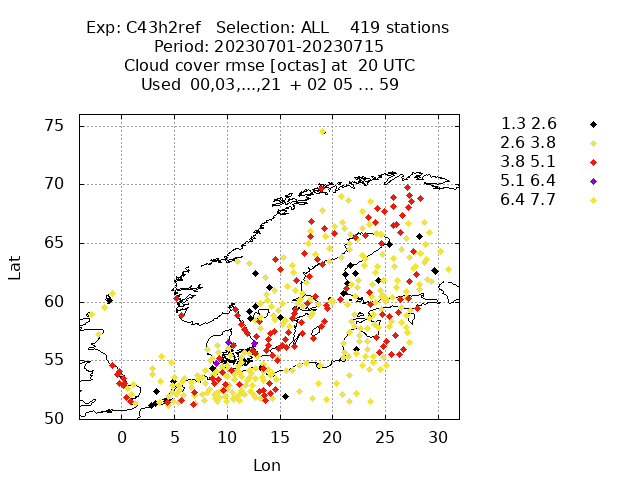 Exp: C43h2ref   Selection: ALL    419 stations
Period: 20230701-20230715
Cloud cover rmse [octas] at  20 UTC
Used  00,03,...,21  + 02 05 ... 59
75
70
65
60
55
50
Lat
0 5 10 15 20 25 30
Lon
1.3 2.6
2.6 3.8
3.8 5.1
5.1 6.4
6.4 7.7